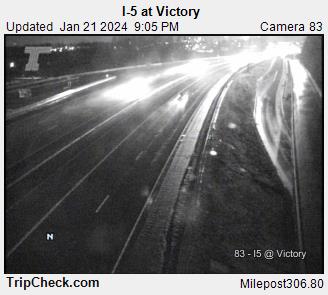 I-5 at Victory
Updated Jan 21 2024 9:05 PM Camera 83
T
N
83 - I5 @ Victory
TripCheck.com Milepost306.80